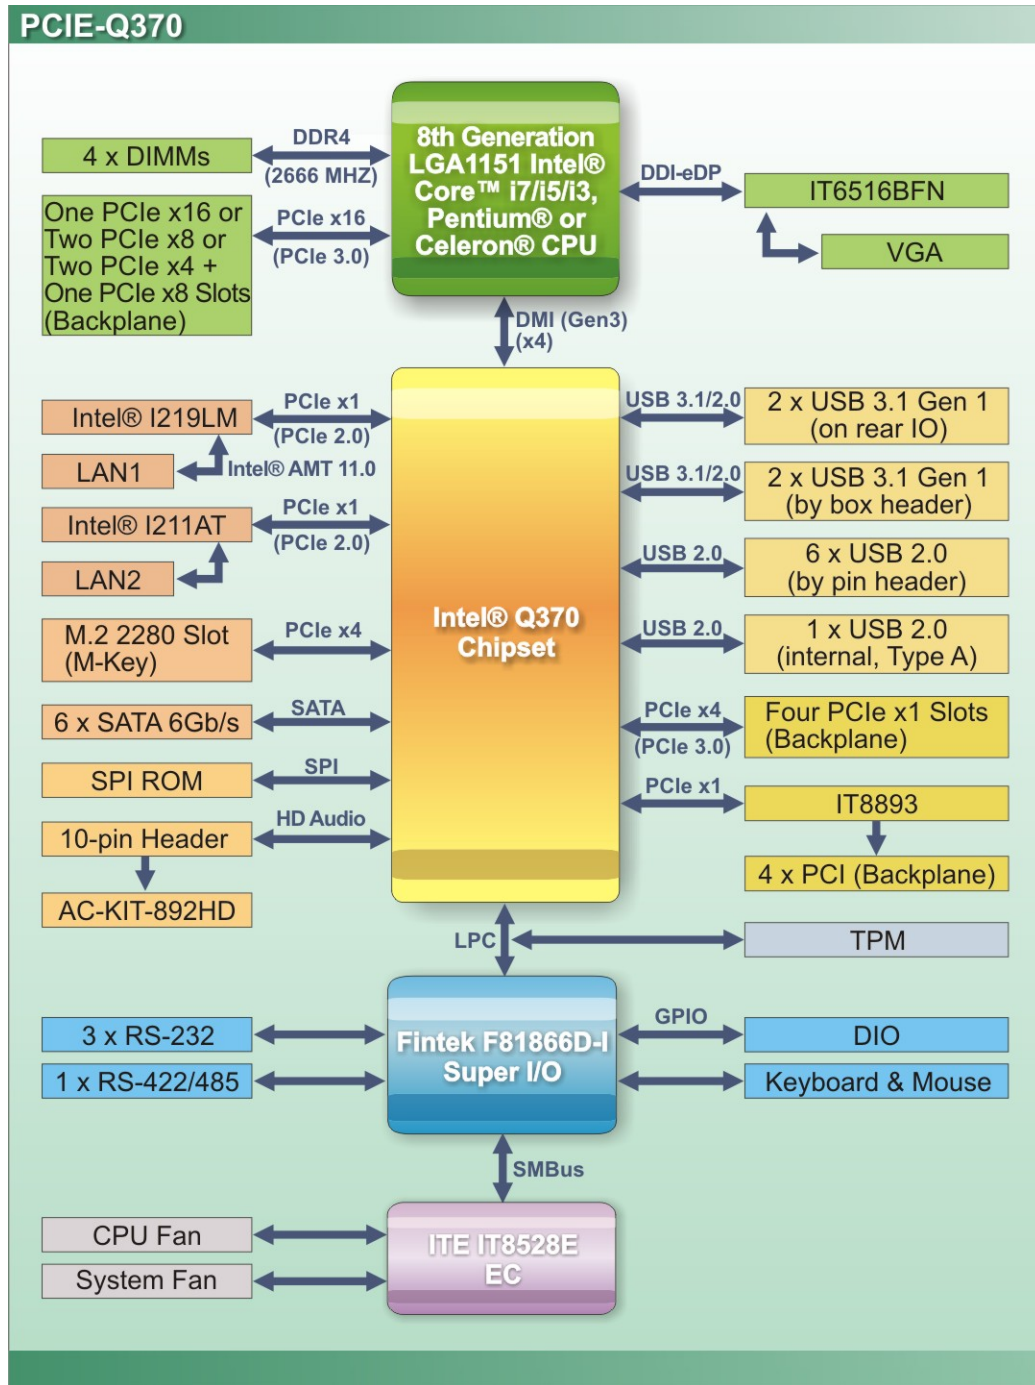 PCIE-Q370
8th Generation
LGA1151 Intel®
Core™ i7/i5/i3,
Pentium® or
Celeron® CPU
4 x DIMMs
DDR4
(2666 MHZ)
One PCIe x16 or
Two PCIe x8 or
Two PCIe x4 +
One PCIe x8 Slots
(Backplane)
PCIe x16
(PCIe 3.0)
DDI-eDP
IT6516BFN
VGA
DMI (Gen3)
(x4)
Intel® I219LM
PCIe x1
(PCIe 2.0)
LAN1
Intel® AMT 11.0
Intel® I211AT
PCIe x1
(PCIe 2.0)
LAN2
M.2 2280 Slot
(M-Key)
PCIe x4
6 x SATA 6Gb/s
SATA
SPI ROM
SPI
10-pin Header
HD Audio
AC-KIT-892HD
Intel® Q370
Chipset
USB 3.1/2.0
2 x USB 3.1 Gen 1
(on rear IO)
USB 3.1/2.0
2 x USB 3.1 Gen 1
(by box header)
USB 2.0
6 x USB 2.0
(by pin header)
USB 2.0
1 x USB 2.0
(internal, Type A)
PCIe x4
(PCIe 3.0)
Four PCIe x1 Slots
(Backplane)
PCIe x1
IT8893
4 x PCI (Backplane)
LPC
TPM
3 x RS-232
1 x RS-422/485
Fintek F81866D-I
Super I/O
GPIO
DIO
Keyboard & Mouse
SMBus
CPU Fan
System Fan
ITE IT8528E
EC